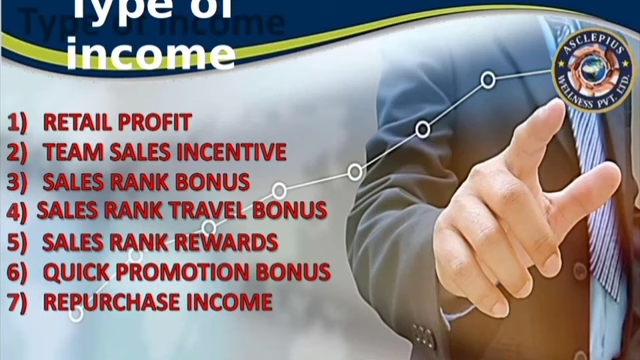 Type of
income
ASCLEPIUS
WELLNESS PVT. LTD.
1) RETAIL PROFIT
2) TEAM SALES INCENTIVE
3) SALES RANK BONUS
4) SALES RANK TRAVEL BONUS
5) SALES RANK REWARDS
6) QUICK PROMOTION BONUS
7) REPURCHASE INCOME